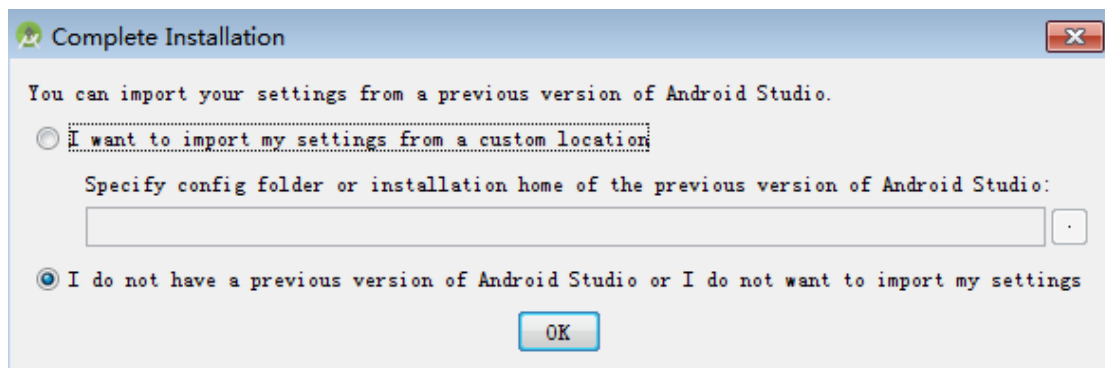 Complete Installation
You can import your settings from a previous version of Android Studio.
I want to import my settings from a custom location
Specify config folder or installation home of the previous version of Android Studio:
.
I do not have a previous version of Android Studio or I do not want to import my settings
OK